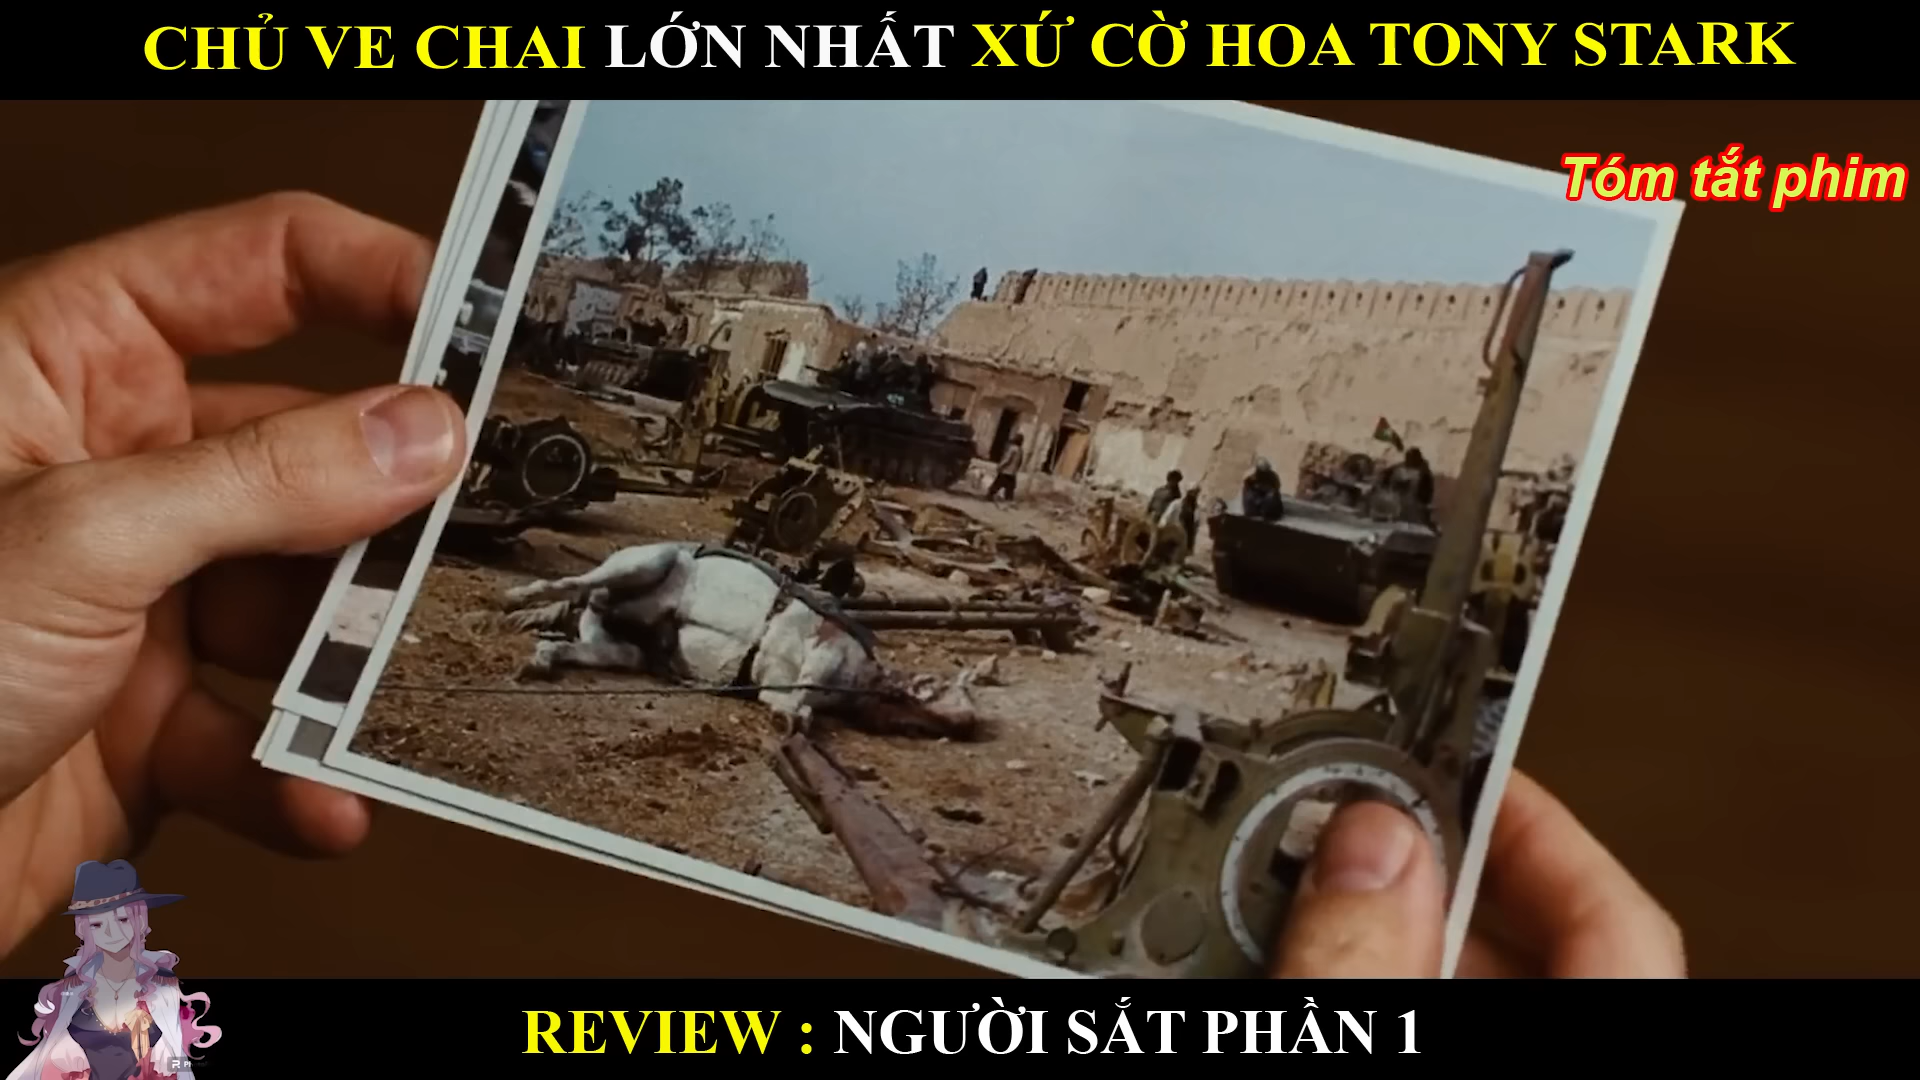 CHỦ VE CHAI LỚN NHẤT XỨ CỜ HOA TONY STARK
Tóm tắt phim
REVIEW : NGƯỜI SẮT PHẦN 1